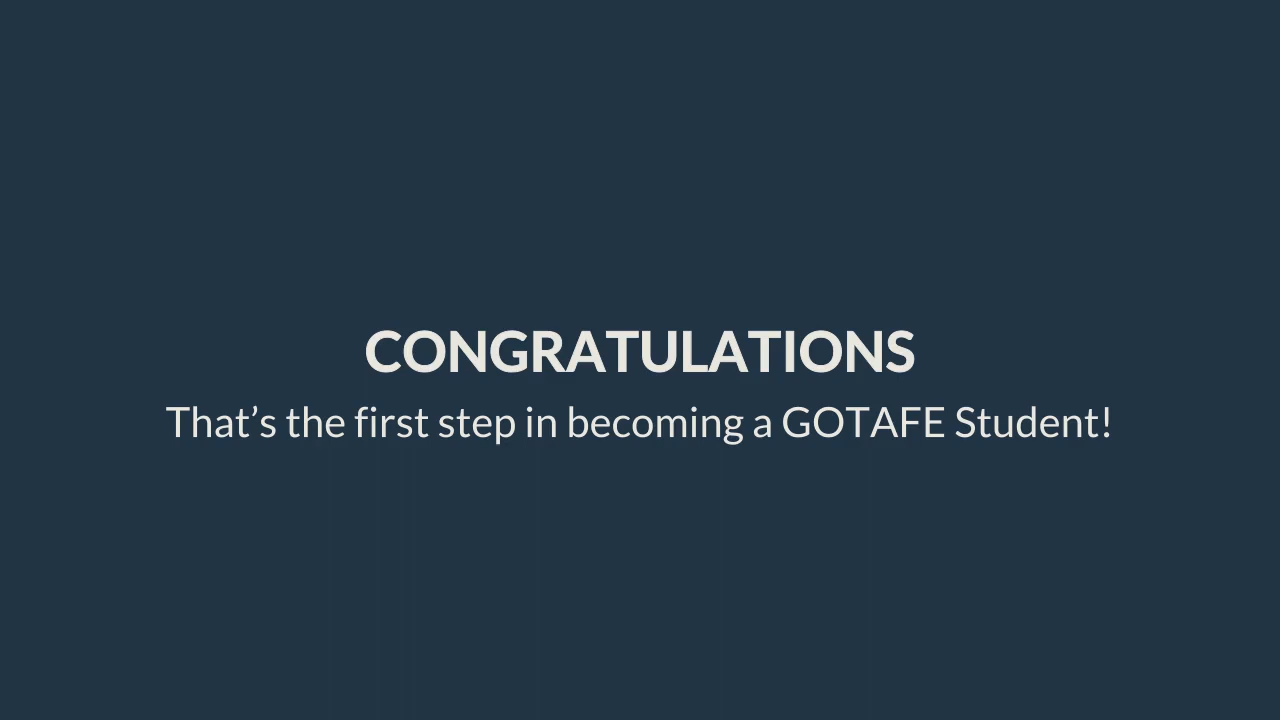 CONGRATULATIONS
That’s the first step in becoming a GOTAFE Student!